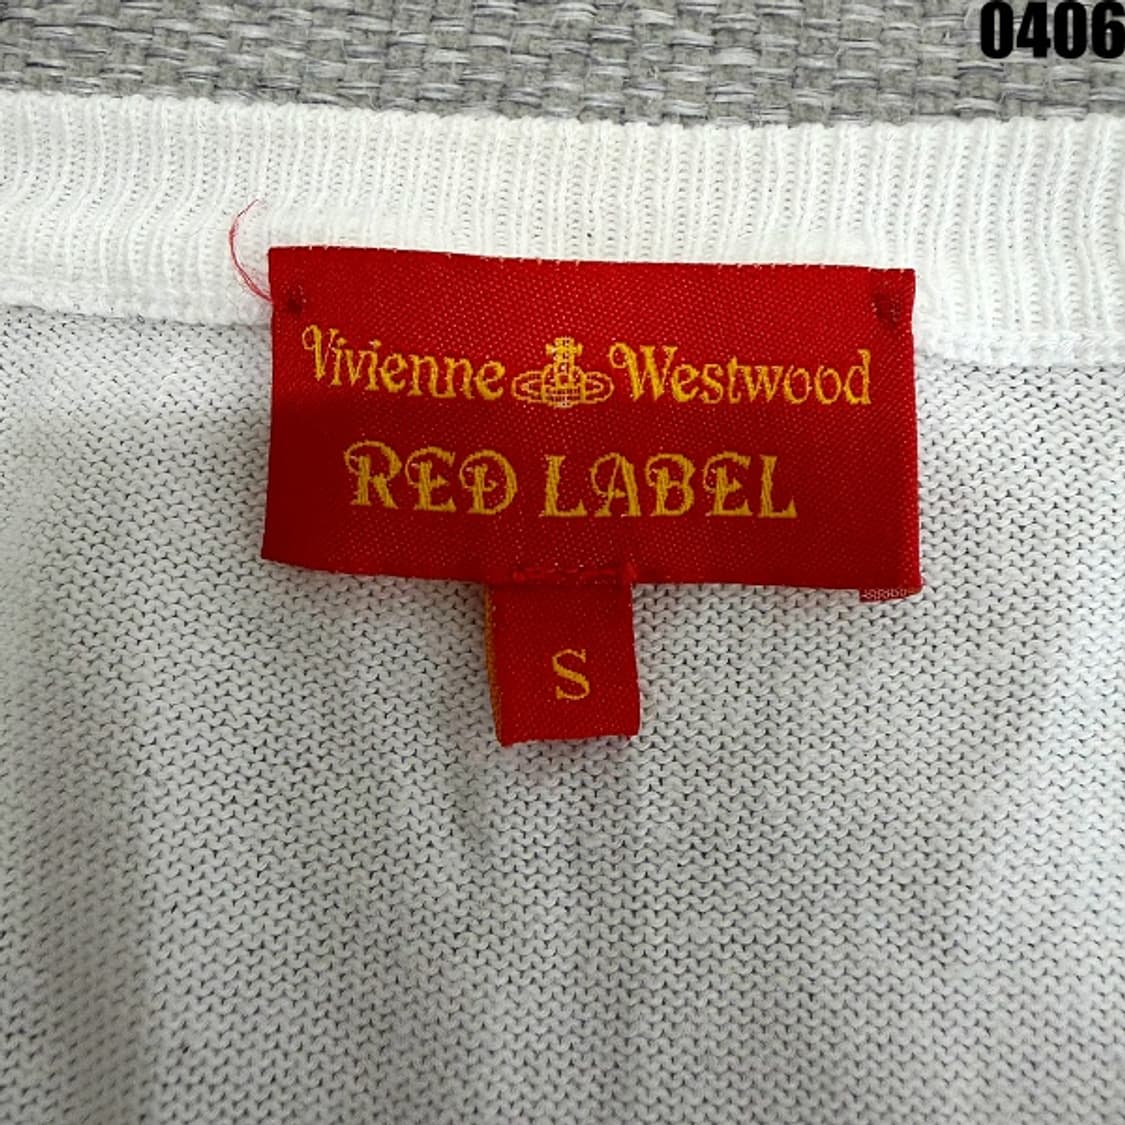 0406
Vivienne Westwood
RED LABEL
S